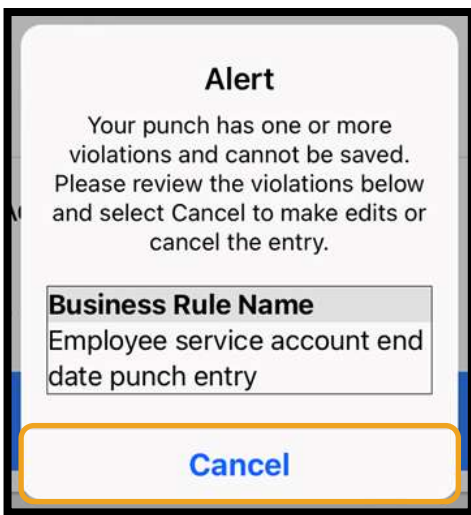 Alert
Your punch has one or more
violations and cannot be saved.
Please review the violations below
and select Cancel to make edits or
cancel the entry.
Business Rule Name
Employee service account end
date punch entry
Cancel